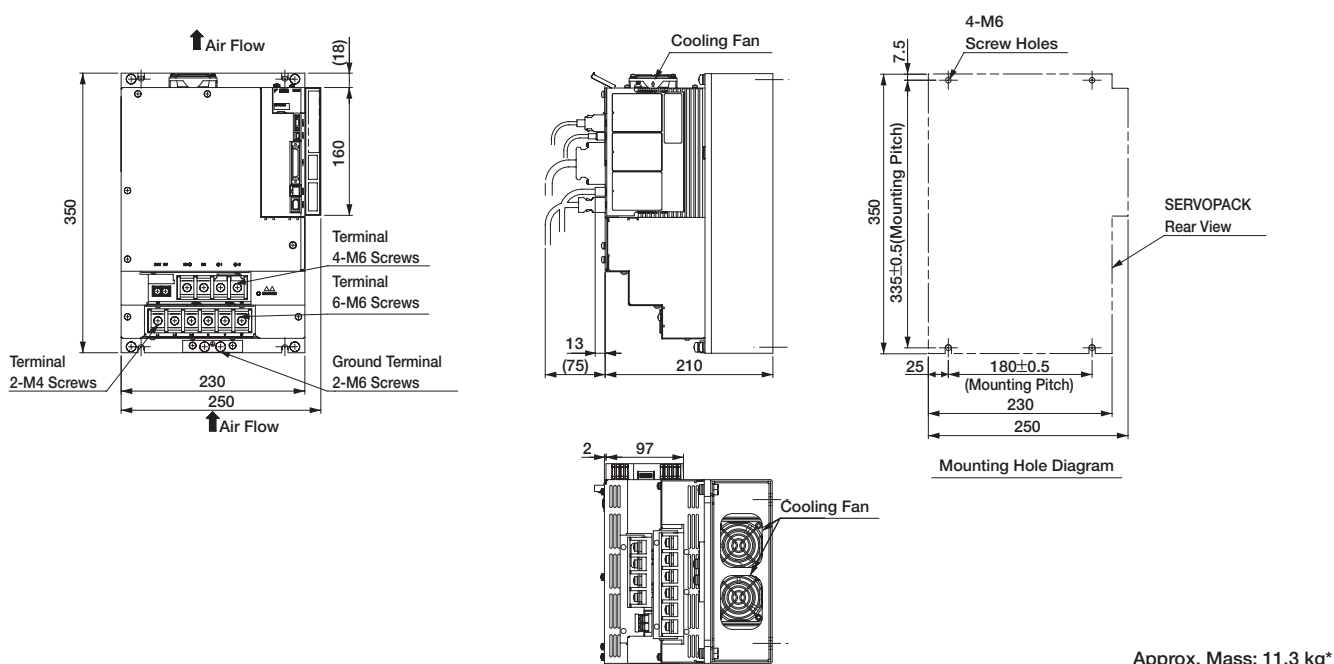 Air Flow
(18)
160
350
Terminal
4-M6 Screws
Terminal
6-M6 Screws
Terminal
2-M4 Screws
Ground Terminal
2-M6 Screws
230
250
Air Flow
Cooling Fan
13
(75)
210
4-M6
Screw Holes
7.5
350
335±0.5(Mounting Pitch)
SERVOPACK
Rear View
25
180±0.5
(Mounting Pitch)
230
250
Mounting Hole Diagram
2
97
Cooling Fan
Approx. Mass: 11.3 kg*